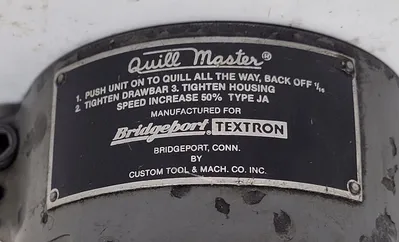 Quill Master®
1. PUSH UNIT ON TO QUILL ALL THE WAY, BACK OFF 1/16
2. TIGHTEN DRAWBAR 3. TIGHTEN HOUSING
SPEED INCREASE 50% TYPE JA
MANUFACTURED FOR
Bridgeport® TEXTRON
BRIDGEPORT, CONN.
BY
CUSTOM TOOL & MACH. CO. INC.